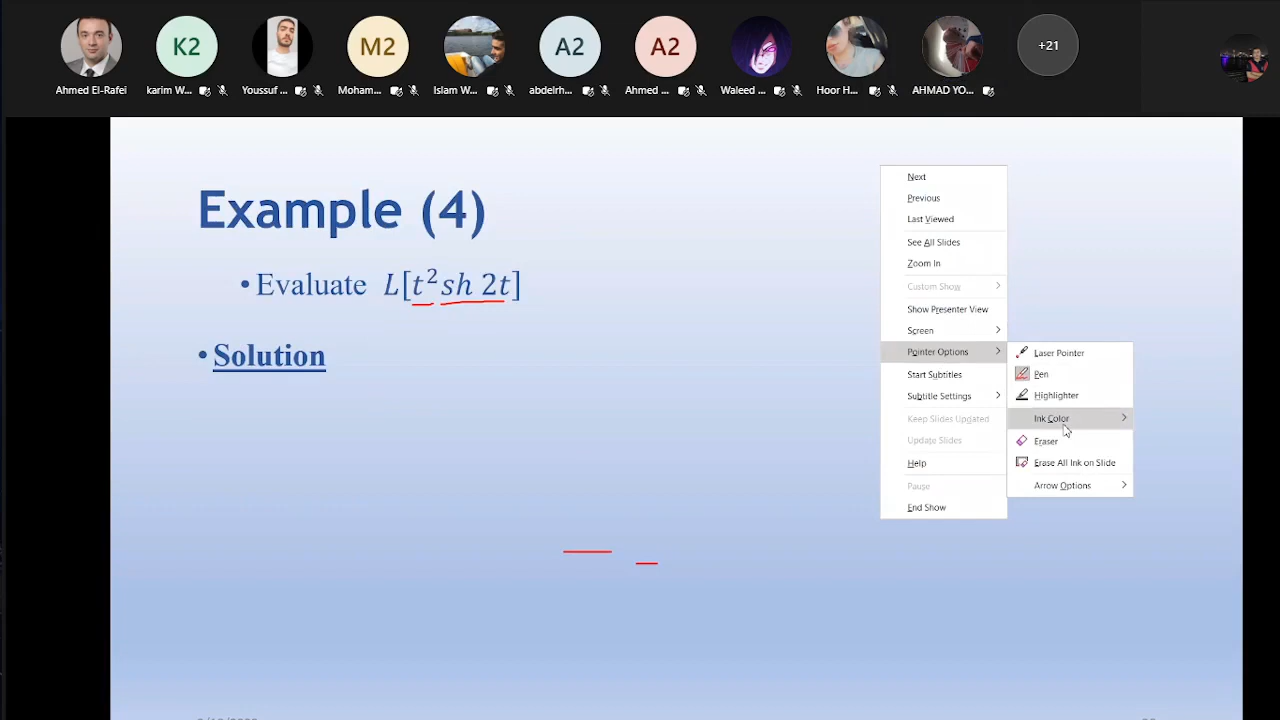 K2
M2
A2
A2
+21
Ahmed El-Rafei
karim W...
Youssuf ...
Moham...
Islam W...
abdelrh...
Ahmed ...
Waleed ...
Hoor H...
AHMAD YO...
Example (4)
• Evaluate L[t² sh 2t]
• Solution
Next
Previous
Last Viewed
See All Slides
Zoom In
Custom Show
Show Presenter View
Screen
Pointer Options
Start Subtitles
Subtitle Settings
Keep Slides Updated
Update Slides
Help
Pause
End Show
Laser Pointer
Pen
Highlighter
Ink Color
Eraser
Erase All Ink on Slide
Arrow Options